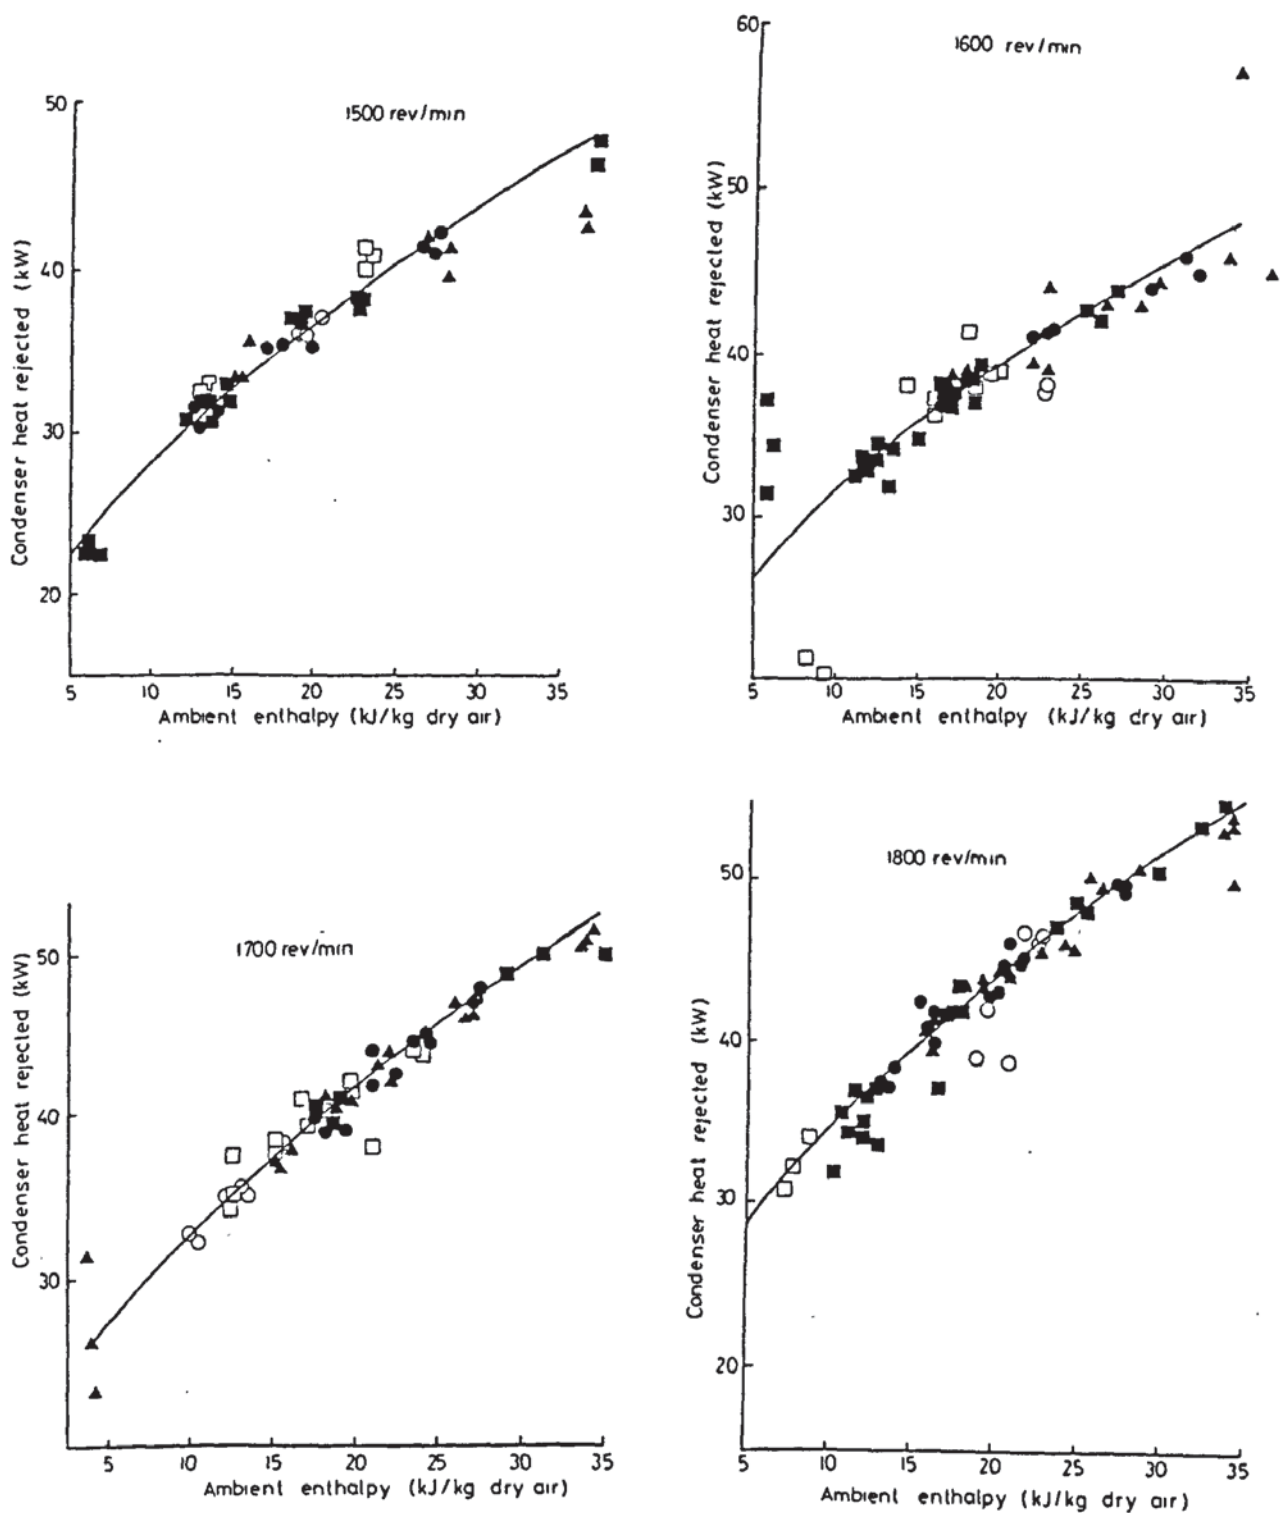 1500 rev/min
Condenser heat rejected (kW)
50
40
30
20
5 10 15 20 25 30 35
Ambient enthalpy (kJ/kg dry air)
1600 rev/min
Condenser heat rejected (kW)
60
50
40
30
5 10 15 20 25 30 35
Ambient enthalpy (kJ/kg dry air)
1700 rev/min
Condenser heat rejected (kW)
50
40
30
5 10 15 20 25 30 35
Ambient enthalpy (kJ/kg dry air)
1800 rev/min
Condenser heat rejected (kW)
50
40
30
20
5 10 15 20 25 30 35
Ambient enthalpy (kJ/kg dry air)